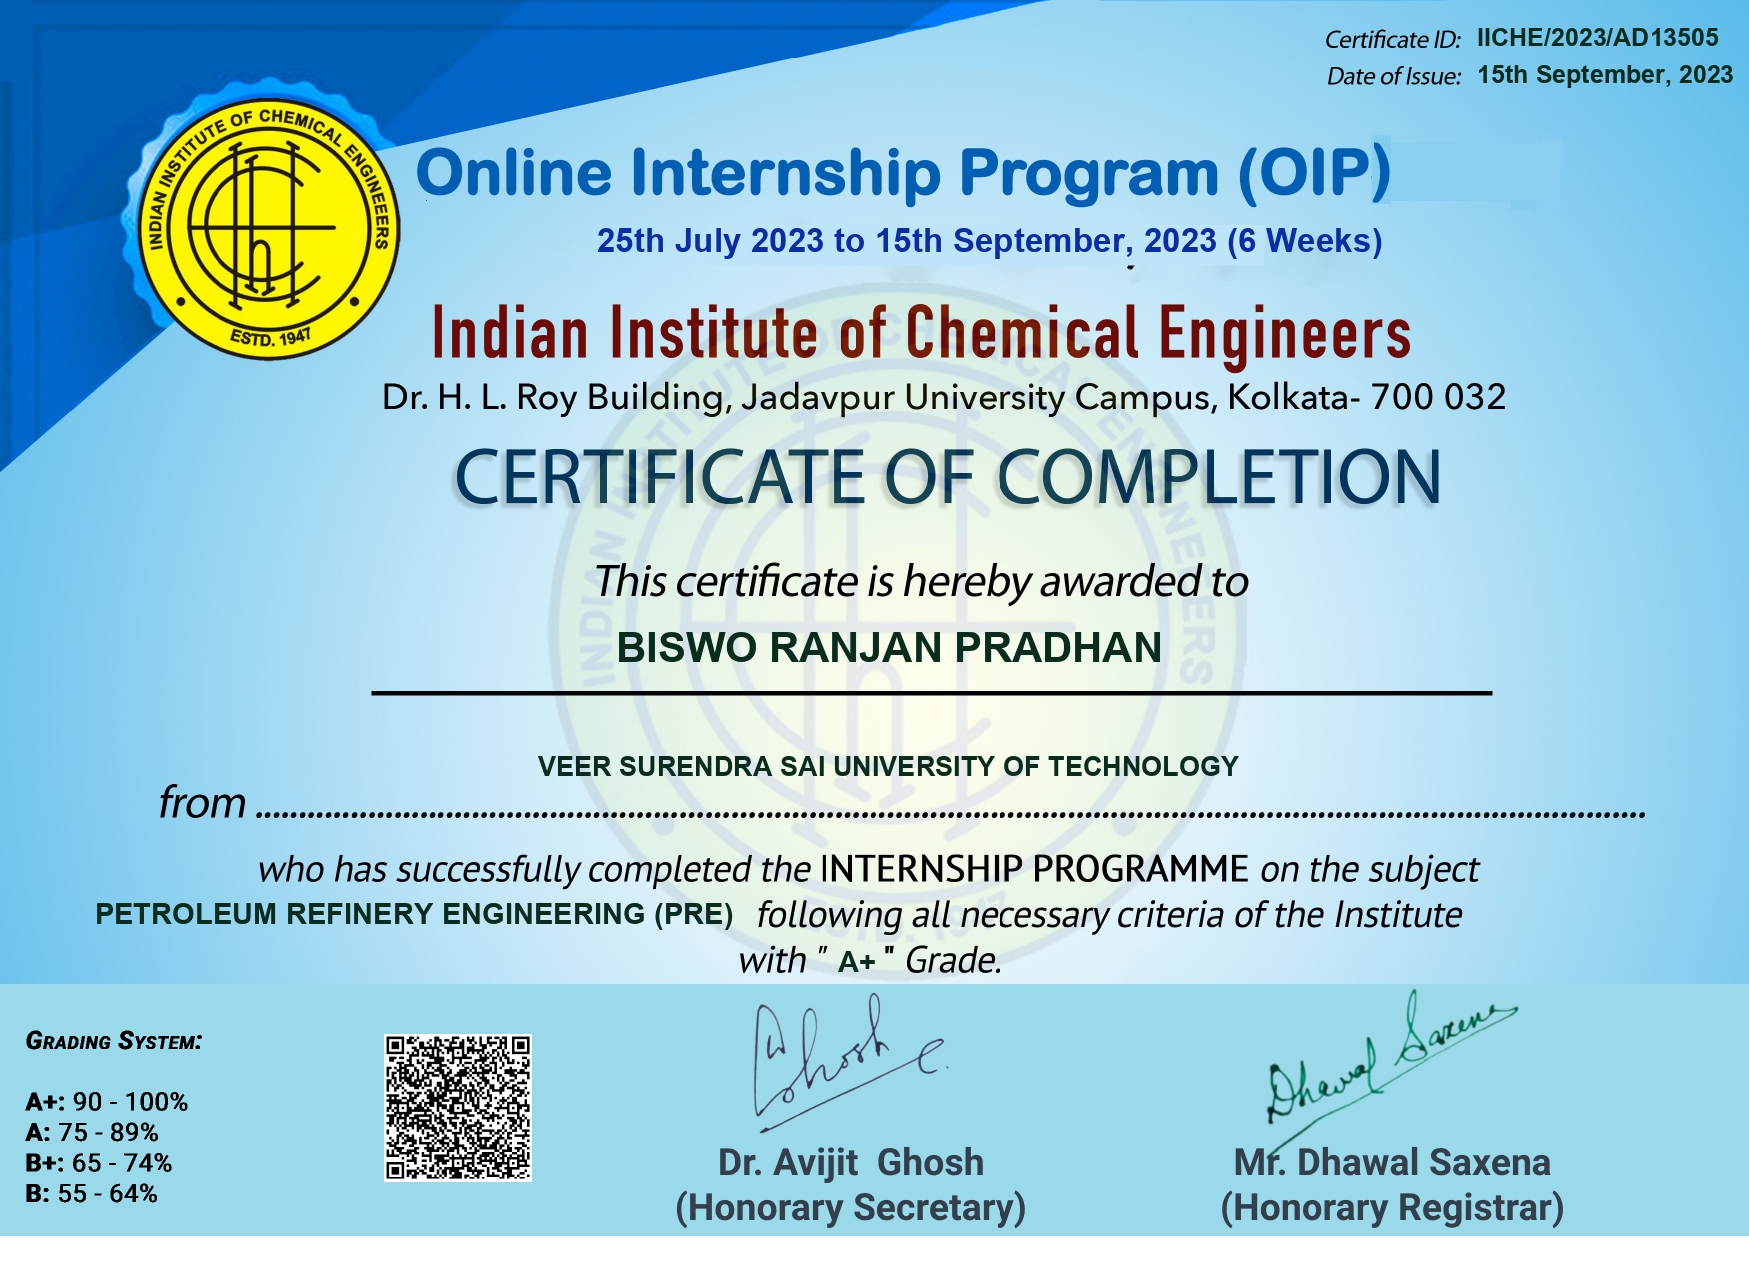 Certificate ID: IICHE/2023/AD13505
Date of Issue: 15th September, 2023
INDIAN INSTITUTE OF CHEMICAL ENGINEEERS
ESTD. 1947
Online Internship Program (OIP)
25th July 2023 to 15th September, 2023 (6 Weeks)
Indian Institute of Chemical Engineers
Dr. H. L. Roy Building, Jadavpur University Campus, Kolkata- 700 032
CERTIFICATE OF COMPLETION
This certificate is hereby awarded to
BISWO RANJAN PRADHAN
VEER SURENDRA SAI UNIVERSITY OF TECHNOLOGY
from ........................................................................
who has successfully completed the INTERNSHIP PROGRAMME on the subject
PETROLEUM REFINERY ENGINEERING (PRE) following all necessary criteria of the Institute
with " A+ " Grade.
GRADING SYSTEM:
A+: 90 - 100%
A: 75 - 89%
B+: 65 - 74%
B: 55 - 64%
Ghosh
Dr. Avijit Ghosh
(Honorary Secretary)
Dhawal Saxena
Mr. Dhawal Saxena
(Honorary Registrar)